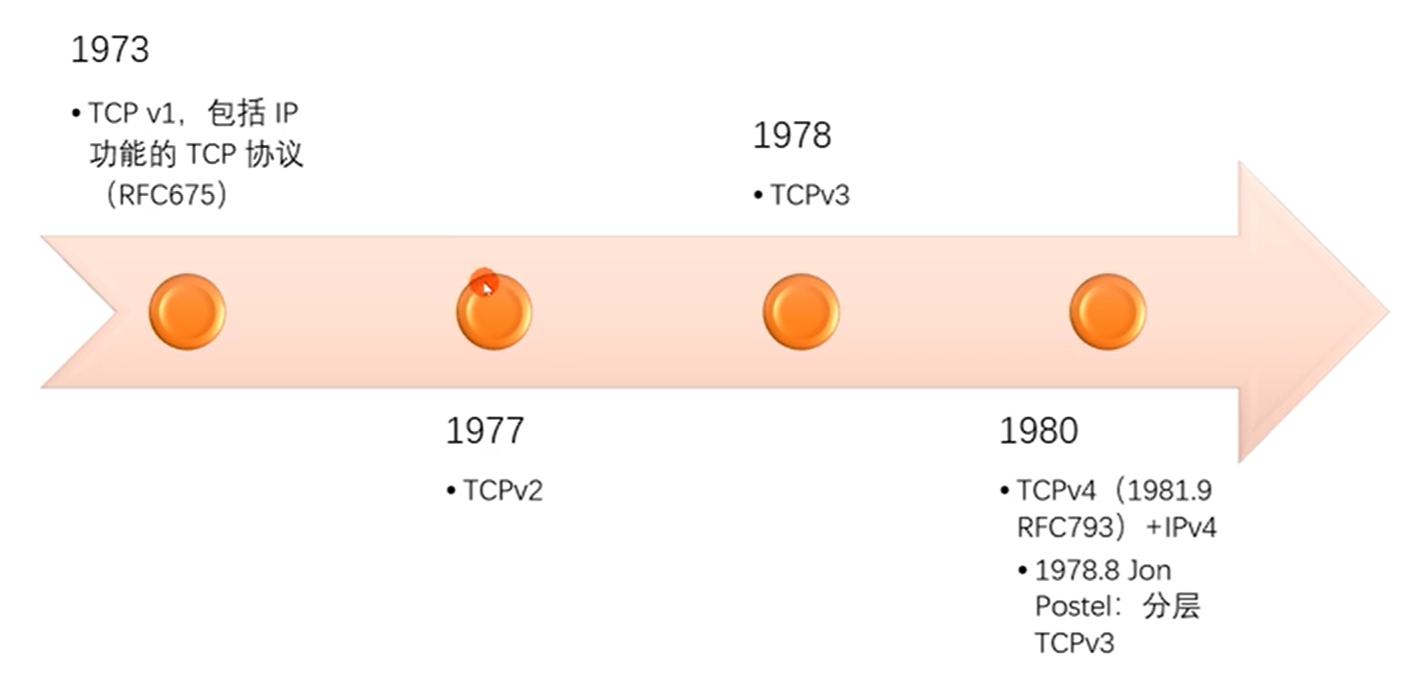 1973
• TCP v1，包括 IP
功能的 TCP 协议
（RFC675）
1977
• TCPv2
1978
• TCPv3
1980
• TCPv4（1981.9
RFC793）+IPv4
• 1978.8 Jon
Postel：分层
TCPv3